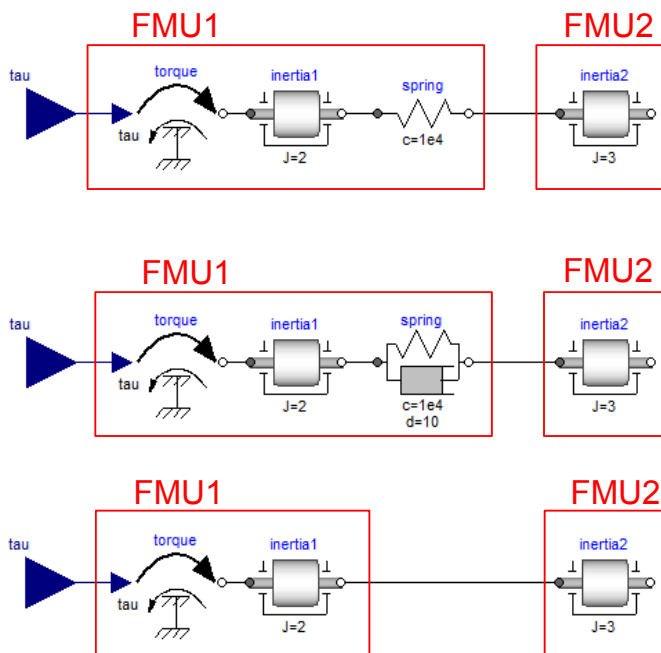 FMU1 FMU2
tau torque inertia1 spring inertia2
tau
J=2 c=1e4 J=3
FMU1 FMU2
tau torque inertia1 spring inertia2
tau
J=2 c=1e4 J=3
d=10
FMU1 FMU2
tau torque inertia1 inertia2
tau
J=2 J=3